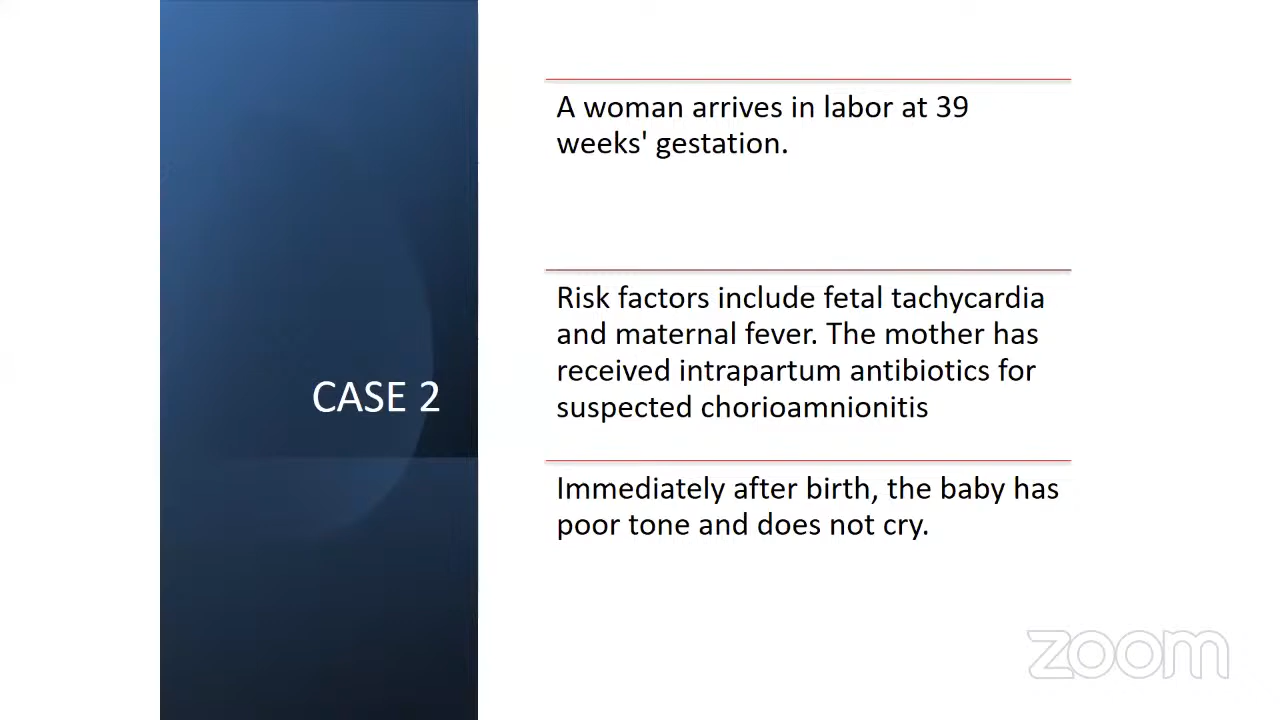 CASE 2
A woman arrives in labor at 39
weeks' gestation.
Risk factors include fetal tachycardia
and maternal fever. The mother has
received intrapartum antibiotics for
suspected chorioamnionitis
Immediately after birth, the baby has
poor tone and does not cry.
zoom